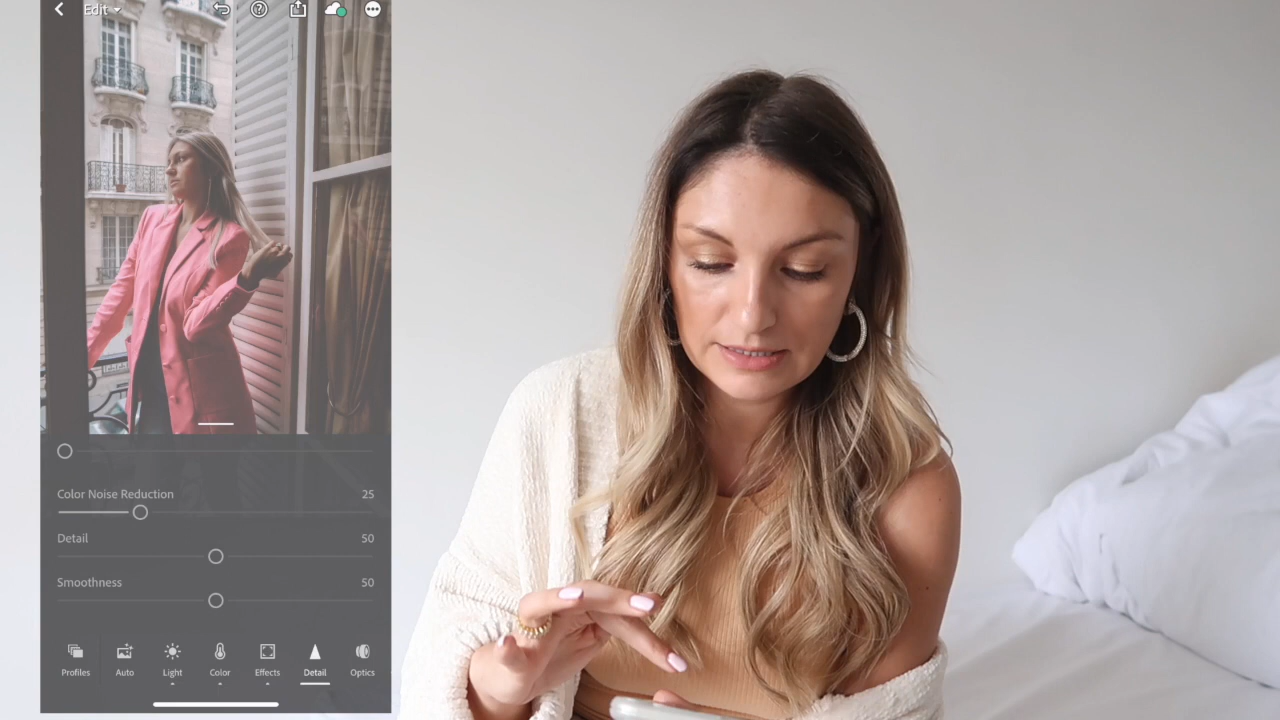 Edit
Color Noise Reduction 25
Detail 50
Smoothness 50
Profiles Auto Light Color Effects Detail Optics